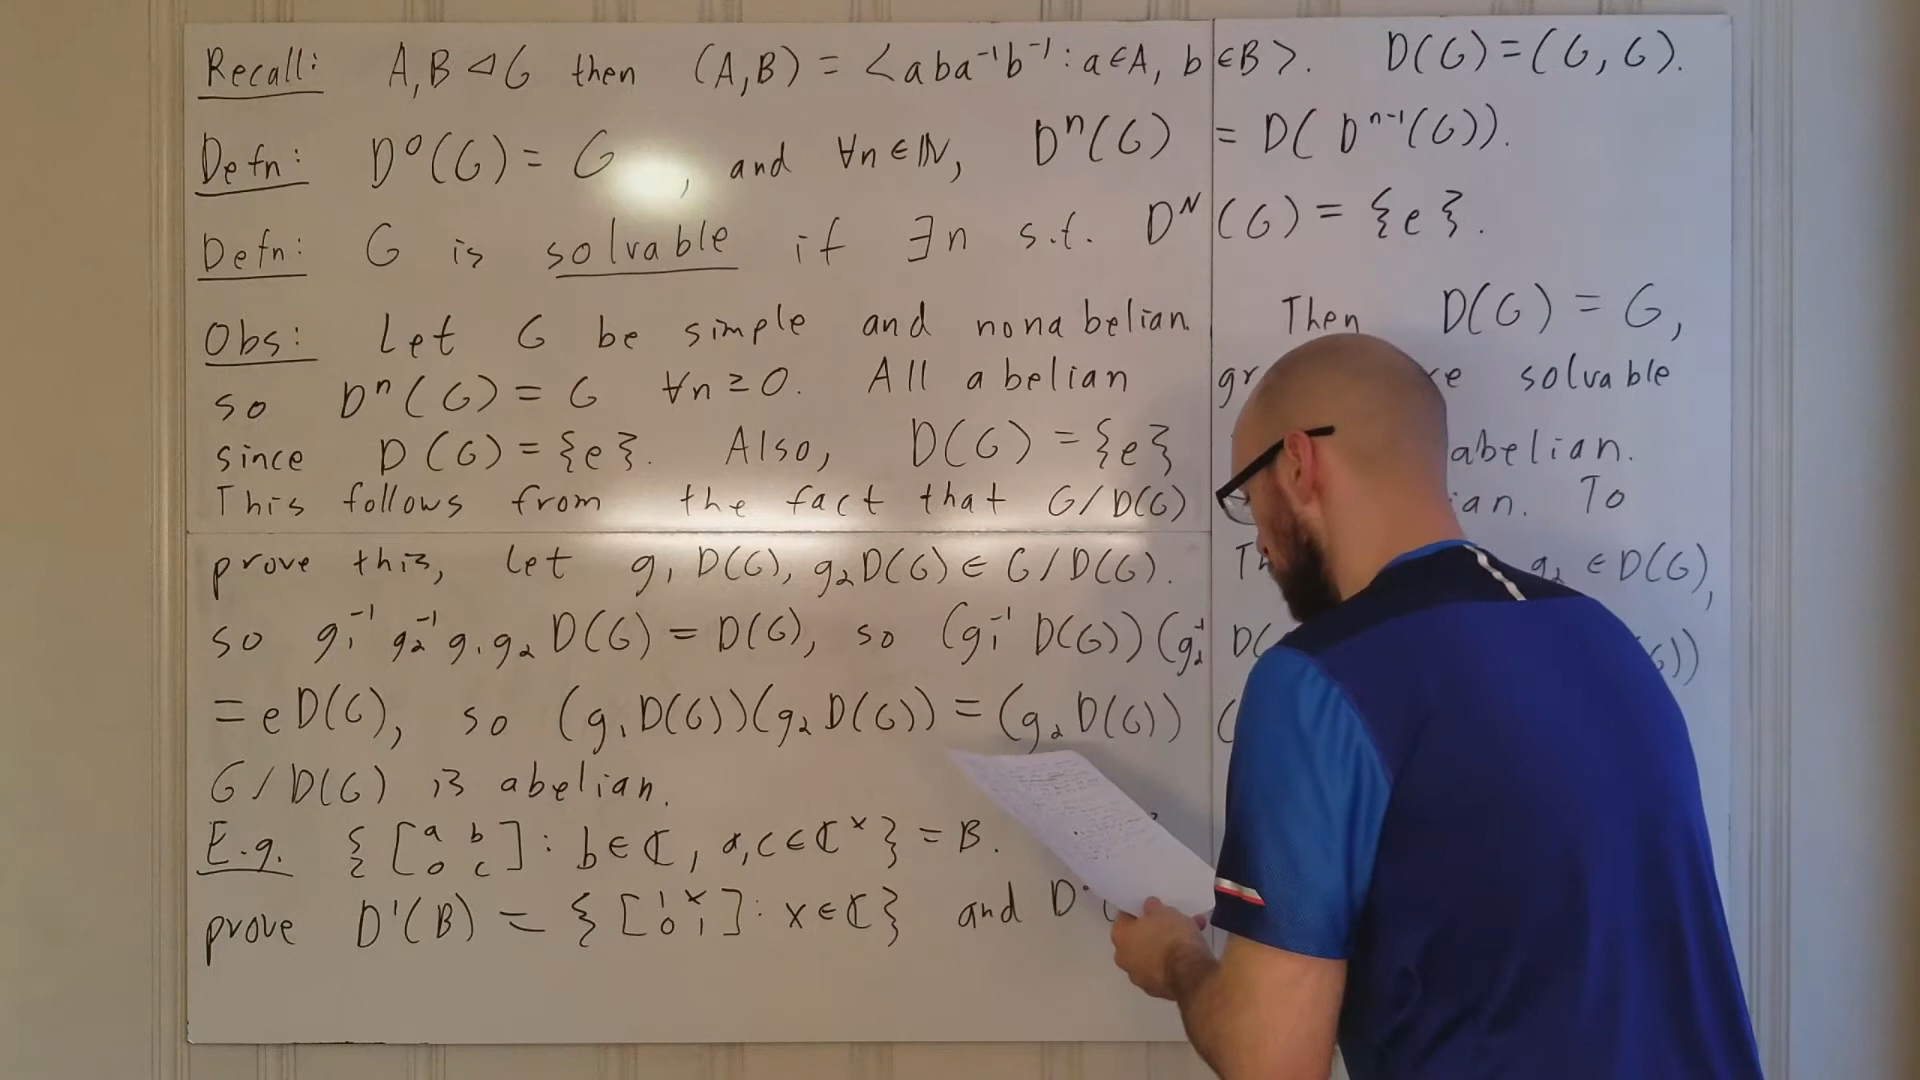 Recall: A, B ⊲ G then (A,B) = <aba⁻¹b⁻¹ : a∈A, b∈B>. D(G)=(G,G).
Defn: D⁰(G) = G, and ∀n∈ℕ, Dⁿ(G) = D(Dⁿ⁻¹(G)).
Defn: G is solvable if ∃n s.t. Dᴺ(G) = {e}.
Obs: Let G be simple and nonabelian. Then D(G) = G,
so Dⁿ(G) = G ∀n ≥ 0. All abelian solvable
since D(G) = {e}. Also, D(G) = {e} abelian.
This follows from the fact that G/D(G) To
prove this, let g₁D(G), g₂D(G) ∈ G/D(G). g₂ ∈ D(G),
so g₁⁻¹g₂⁻¹g₁g₂D(G) = D(G), so (g₁⁻¹D(G))(g₂⁻¹
= eD(G), so (g₁D(G))(g₂D(G)) = (g₂D(G)) (
G/D(G) is abelian.
E.g. {[a b; 0 c] : b∈ℂ, a,c∈ℂˣ} = B.
prove D'(B) = {[1 x; 0 1] : x∈ℂ} and D